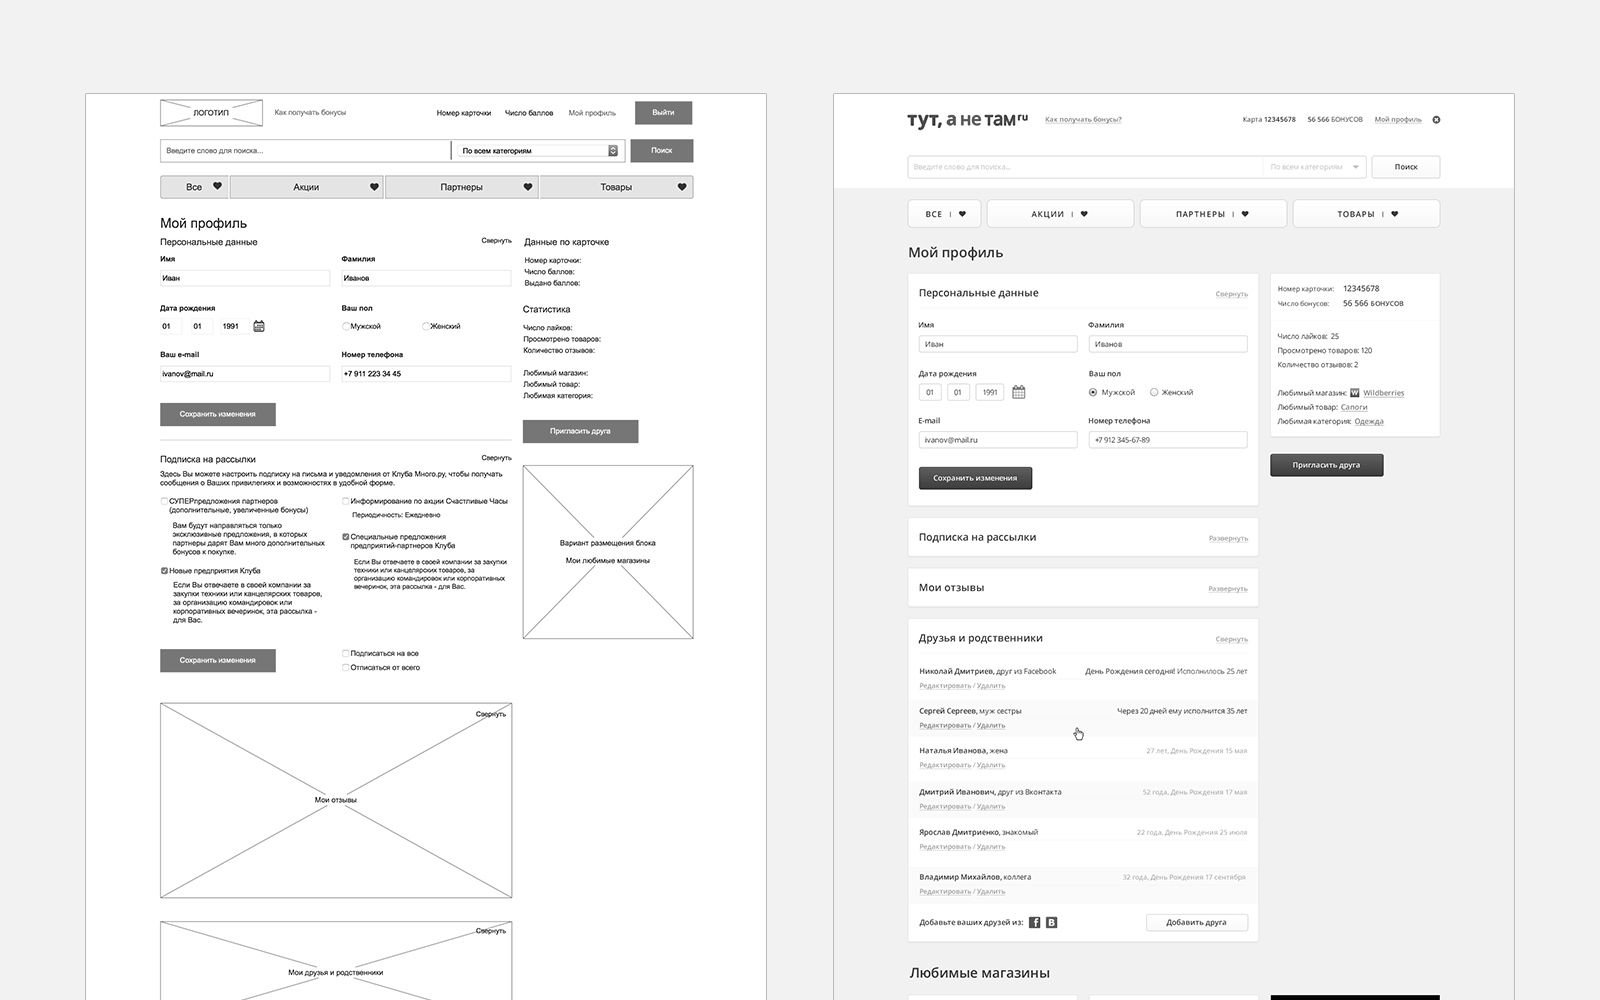 ЛОГОТИП
Как получать бонусы
Номер карточки
Число баллов
Мой профиль
Выйти
Введите слово для поиска...
По всем категориям
Поиск
Все
Акции
Партнеры
Товары
Мой профиль
Персональные данные
Свернуть
Имя
Фамилия
Иван
Иванов
Дата рождения
Ваш пол
01 01 1991
Мужской
Женский
Ваш e-mail
Номер телефона
ivanov@mail.ru
+7 911 223 34 45
Сохранить изменения
Данные по карточке
Номер карточки:
Число баллов:
Выдано баллов:
Статистика
Число лайков:
Просмотрено товаров:
Количество отзывов:
Любимый магазин:
Любимый товар:
Любимая категория:
Пригласить друга
Подписка на рассылки
Свернуть
Здесь Вы можете настроить подписку на письма и уведомления от Клуба Много.ру, чтобы получать
сообщения о Ваших привилегиях и возможностях в удобной форме.
СУПЕРпредложения партнеров
(дополнительные, увеличенные бонусы)
Вам будут направляться только
эксклюзивные предложения, в которых
партнеры дарят Вам много дополнительных
бонусов к покупке.
Новые предприятия Клуба
Если Вы отвечаете в своей компании за
закупки техники или канцелярских товаров,
за организацию командировок или
корпоративных вечеринок, эта рассылка -
для Вас.
Информирование по акции Счастливые Часы
Периодичность: Ежедневно
Специальные предложения
предприятий-партнеров Клуба
Если Вы отвечаете в своей компании за закупки
техники или канцелярских товаров, за
организацию командировок или корпоративных
вечеринок, эта рассылка - для Вас.
Сохранить изменения
Подписаться на все
Отписаться от всего
Вариант размещения блока
Мои любимые магазины
Свернуть
Мои отзывы
Свернуть
Мои друзья и родственники
тут, а не там ru
Как получать бонусы?
Карта 12345678
56 566 БОНУСОВ
Мой профиль
Введите слово для поиска...
По всем категориям
Поиск
ВСЕ
АКЦИИ
ПАРТНЕРЫ
ТОВАРЫ
Мой профиль
Персональные данные
Свернуть
Имя
Фамилия
Иван
Иванов
Дата рождения
Ваш пол
01 01 1991
Мужской
Женский
E-mail
Номер телефона
ivanov@mail.ru
+7 912 345-67-89
Сохранить изменения
Номер карточки: 12345678
Число бонусов: 56 566 БОНУСОВ
Число лайков: 25
Просмотрено товаров: 120
Количество отзывов: 2
Любимый магазин: W Wildberries
Любимый товар: Сапоги
Любимая категория: Одежда
Пригласить друга
Подписка на рассылки
Развернуть
Мои отзывы
Развернуть
Друзья и родственники
Свернуть
Николай Дмитриев, друг из Facebook
День Рождения сегодня! Исполнилось 25 лет
Редактировать / Удалить
Сергей Сергеев, муж сестры
Через 20 дней ему исполнится 35 лет
Редактировать / Удалить
Наталья Иванова, жена
27 лет, День Рождения 15 мая
Редактировать / Удалить
Дмитрий Иванович, друг из Вконтакта
52 года, День Рождения 17 мая
Редактировать / Удалить
Ярослав Дмитриенко, знакомый
22 года, День Рождения 25 июля
Редактировать / Удалить
Владимир Михайлов, коллега
32 года, День Рождения 17 сентября
Редактировать / Удалить
Добавьте ваших друзей из: f B
Добавить друга
Любимые магазины